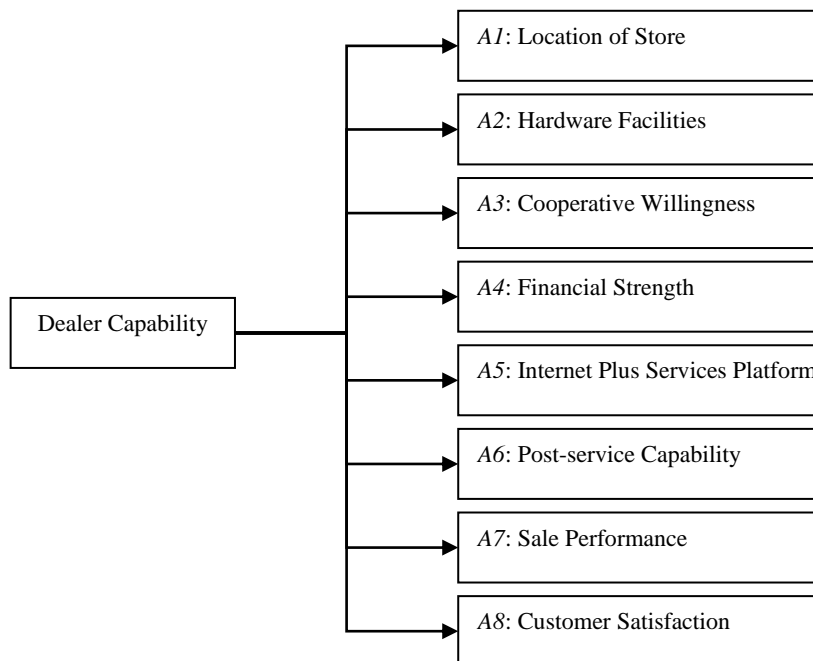 A1: Location of Store
A2: Hardware Facilities
A3: Cooperative Willingness
A4: Financial Strength
Dealer Capability
A5: Internet Plus Services Platform
A6: Post-service Capability
A7: Sale Performance
A8: Customer Satisfaction